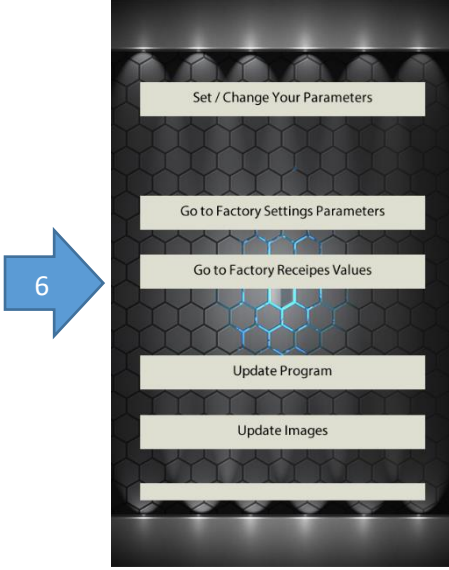 Set / Change Your Parameters
Go to Factory Settings Parameters
6
Go to Factory Receipes Values
Update Program
Update Images